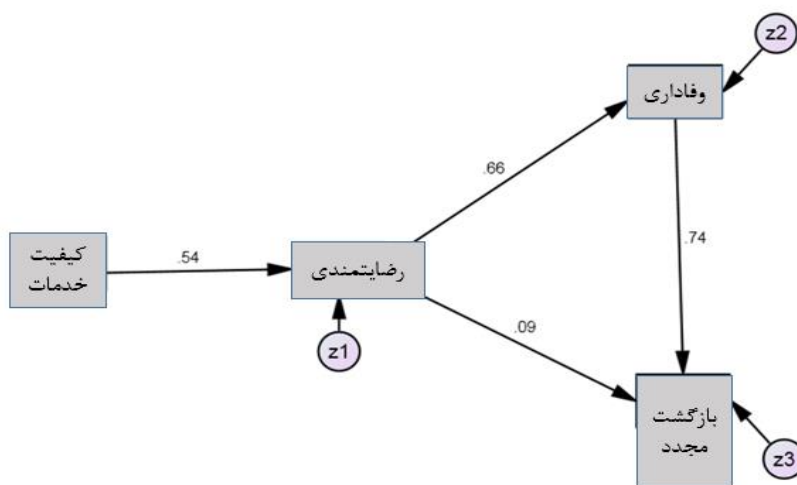 z2
وفاداری
.66
.74
کیفیت
خدمات
.54
رضایتمندی
.09
z1
بازگشت
مجدد
z3